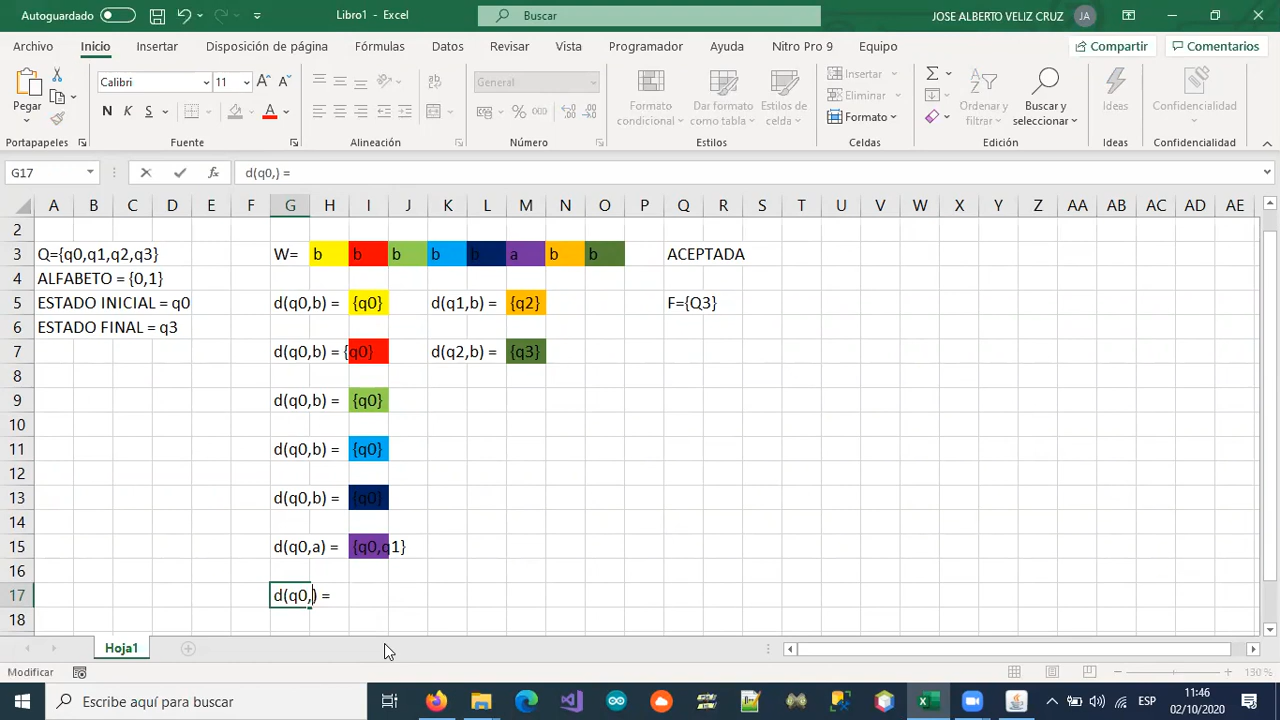 Autoguardado
Libro1 - Excel
Buscar
JOSE ALBERTO VELIZ CRUZ
JA
Archivo Inicio Insertar Disposición de página Fórmulas Datos Revisar Vista Programador Ayuda Nitro Pro 9 Equipo
Compartir
Comentarios
Pegar
Calibri 11
N K S
General
Formato condicional
Dar formato como tabla
Estilos de celda
Insertar
Eliminar
Formato
Ordenar y filtrar
Buscar y seleccionar
Ideas
Confidencialidad
Portapapeles Fuente Alineación Número Estilos Celdas Edición Ideas Confidencialidad
G17 fx d(q0,) =
A B C D E F G H I J K L M N O P Q R S T U V W X Y Z AA AB AC AD AE
2
3 Q={q0,q1,q2,q3} W= b b b b b a b b ACEPTADA
4 ALFABETO = {0,1}
5 ESTADO INICIAL = q0 d(q0,b) = {q0} d(q1,b) = {q2} F={Q3}
6 ESTADO FINAL = q3
7 d(q0,b) = {q0} d(q2,b) = {q3}
8
9 d(q0,b) = {q0}
10
11 d(q0,b) = {q0}
12
13 d(q0,b) = {q0}
14
15 d(q0,a) = {q0,q1}
16
17 d(q0,) =
18
Hoja1
Modificar
130 %
Escribe aquí para buscar
ESP
11:46
02/10/2020